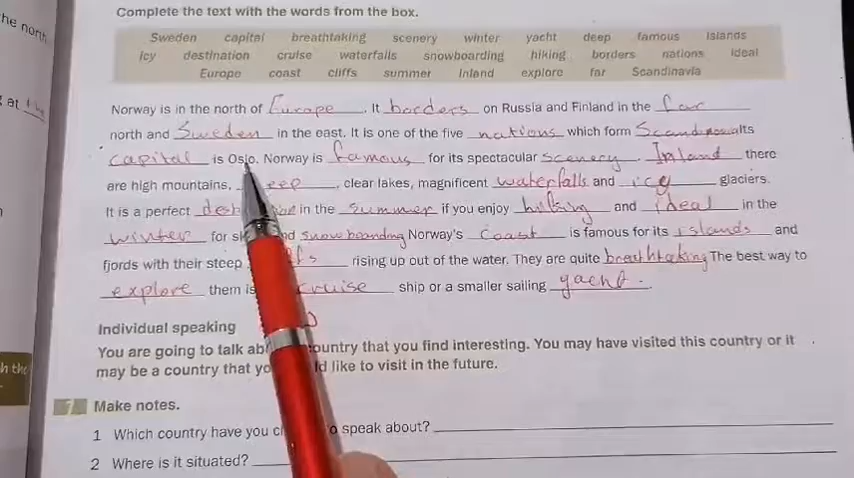 he north
Complete the text with the words from the box.
Sweden capital breathtaking scenery winter yacht deep famous islands
icy destination cruise waterfalls snowboarding hiking borders nations ideal
Europe coast cliffs summer Inland explore far Scandinavia
at
Norway is in the north of Europe. It borders on Russia and Finland in the far
north and Sweden in the east. It is one of the five nations which form Its
capital is Oslo. Norway is famous for its spectacular scenery. Inland there
are high mountains, eep, clear lakes, magnificent waterfalls and icy glaciers.
It is a perfect in the summer if you enjoy hiking and ideal in the
winter for nd snowboarding Norway's coast is famous for its islands and
fjords with their steep fs rising up out of the water. They are quite breathtaking The best way to
explore them is cruise ship or a smaller sailing yacht.
Individual speaking
You are going to talk ab ountry that you find interesting. You may have visited this country or it
may be a country that yo ld like to visit in the future.
h the
7 Make notes.
1 Which country have you c o speak about?
2 Where is it situated?